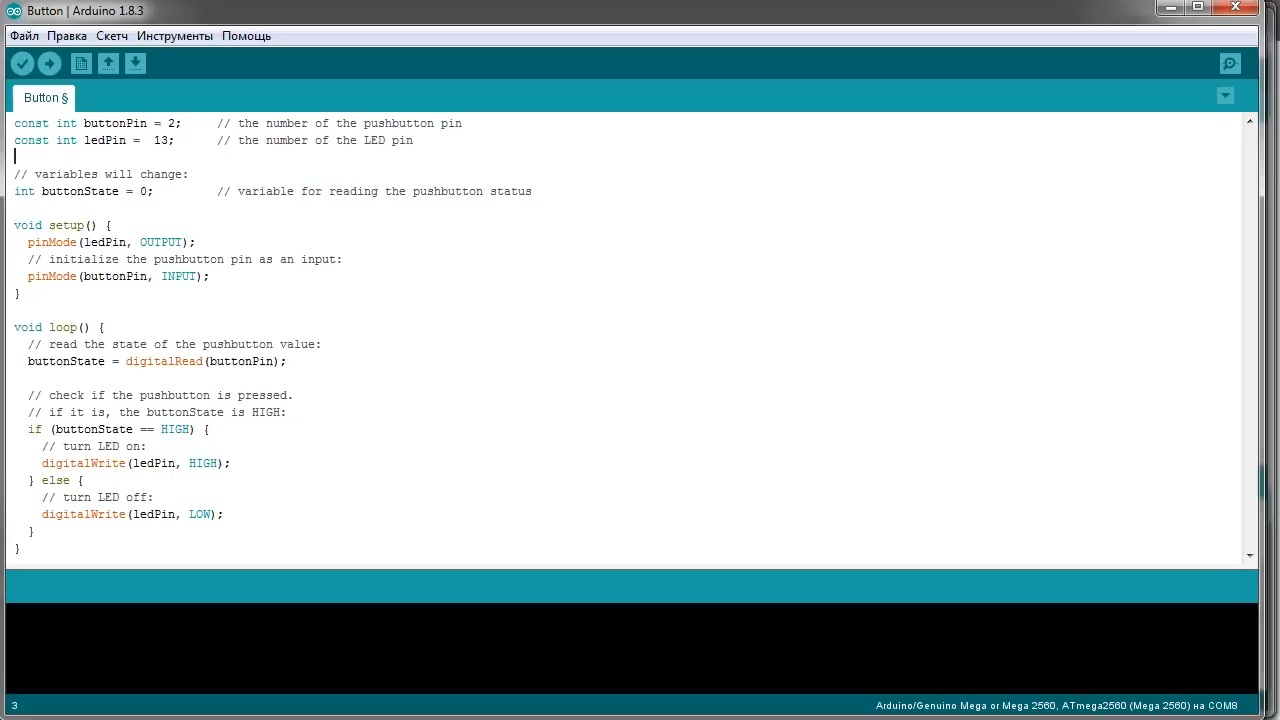 Button | Arduino 1.8.3
Файл Правка Скетч Инструменты Помощь
Button §
const int buttonPin = 2;     // the number of the pushbutton pin
const int ledPin =  13;      // the number of the LED pin
// variables will change:
int buttonState = 0;         // variable for reading the pushbutton status
void setup() {
  pinMode(ledPin, OUTPUT);
  // initialize the pushbutton pin as an input:
  pinMode(buttonPin, INPUT);
}
void loop() {
  // read the state of the pushbutton value:
  buttonState = digitalRead(buttonPin);
  // check if the pushbutton is pressed.
  // if it is, the buttonState is HIGH:
  if (buttonState == HIGH) {
    // turn LED on:
    digitalWrite(ledPin, HIGH);
  } else {
    // turn LED off:
    digitalWrite(ledPin, LOW);
  }
}
3 Arduino/Genuino Mega or Mega 2560, ATmega2560 (Mega 2560) на COM8